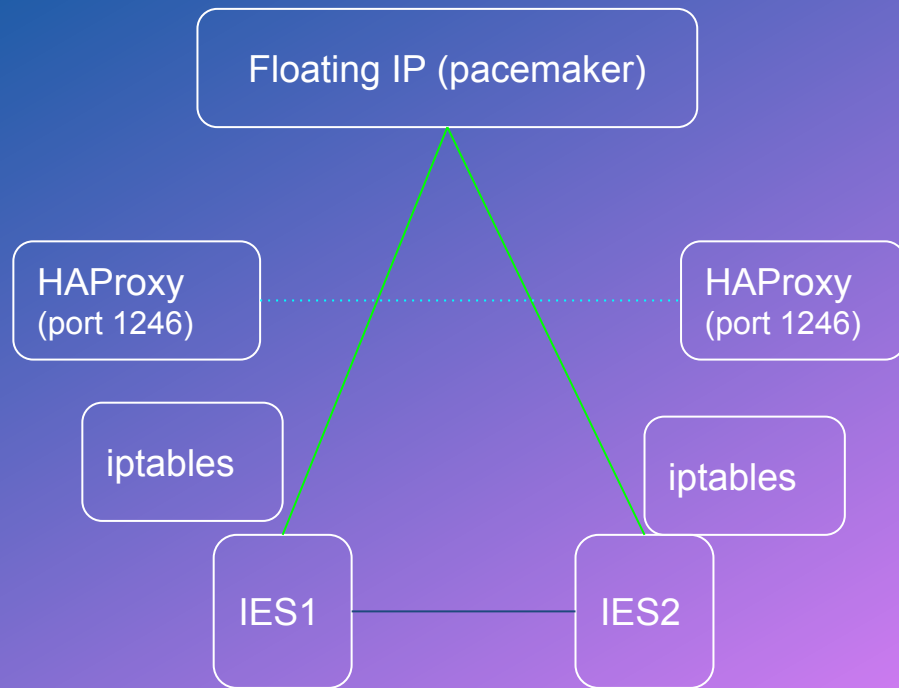 Floating IP (pacemaker)
HAProxy
(port 1246)
HAProxy
(port 1246)
iptables
iptables
IES1
IES2